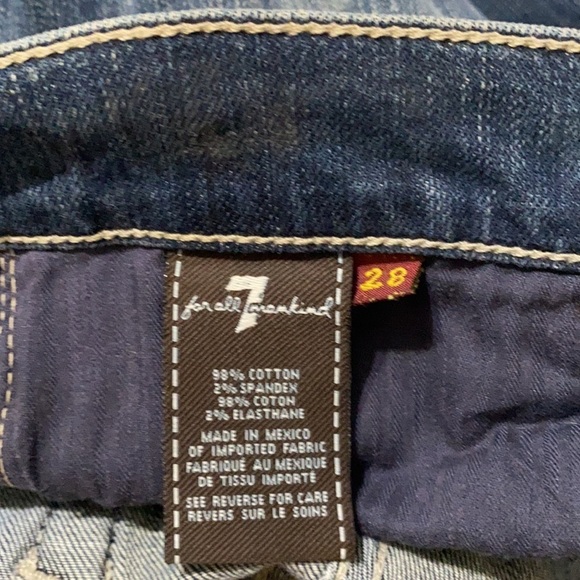 7
for all mankind
28
98% COTTON
2% SPANDEX
98% COTON
2% ELASTHANE
MADE IN MEXICO
OF IMPORTED FABRIC
FABRIQUÉ AU MEXIQUE
DE TISSU IMPORTÉ
SEE REVERSE FOR CARE
REVERS SUR LE SOINS